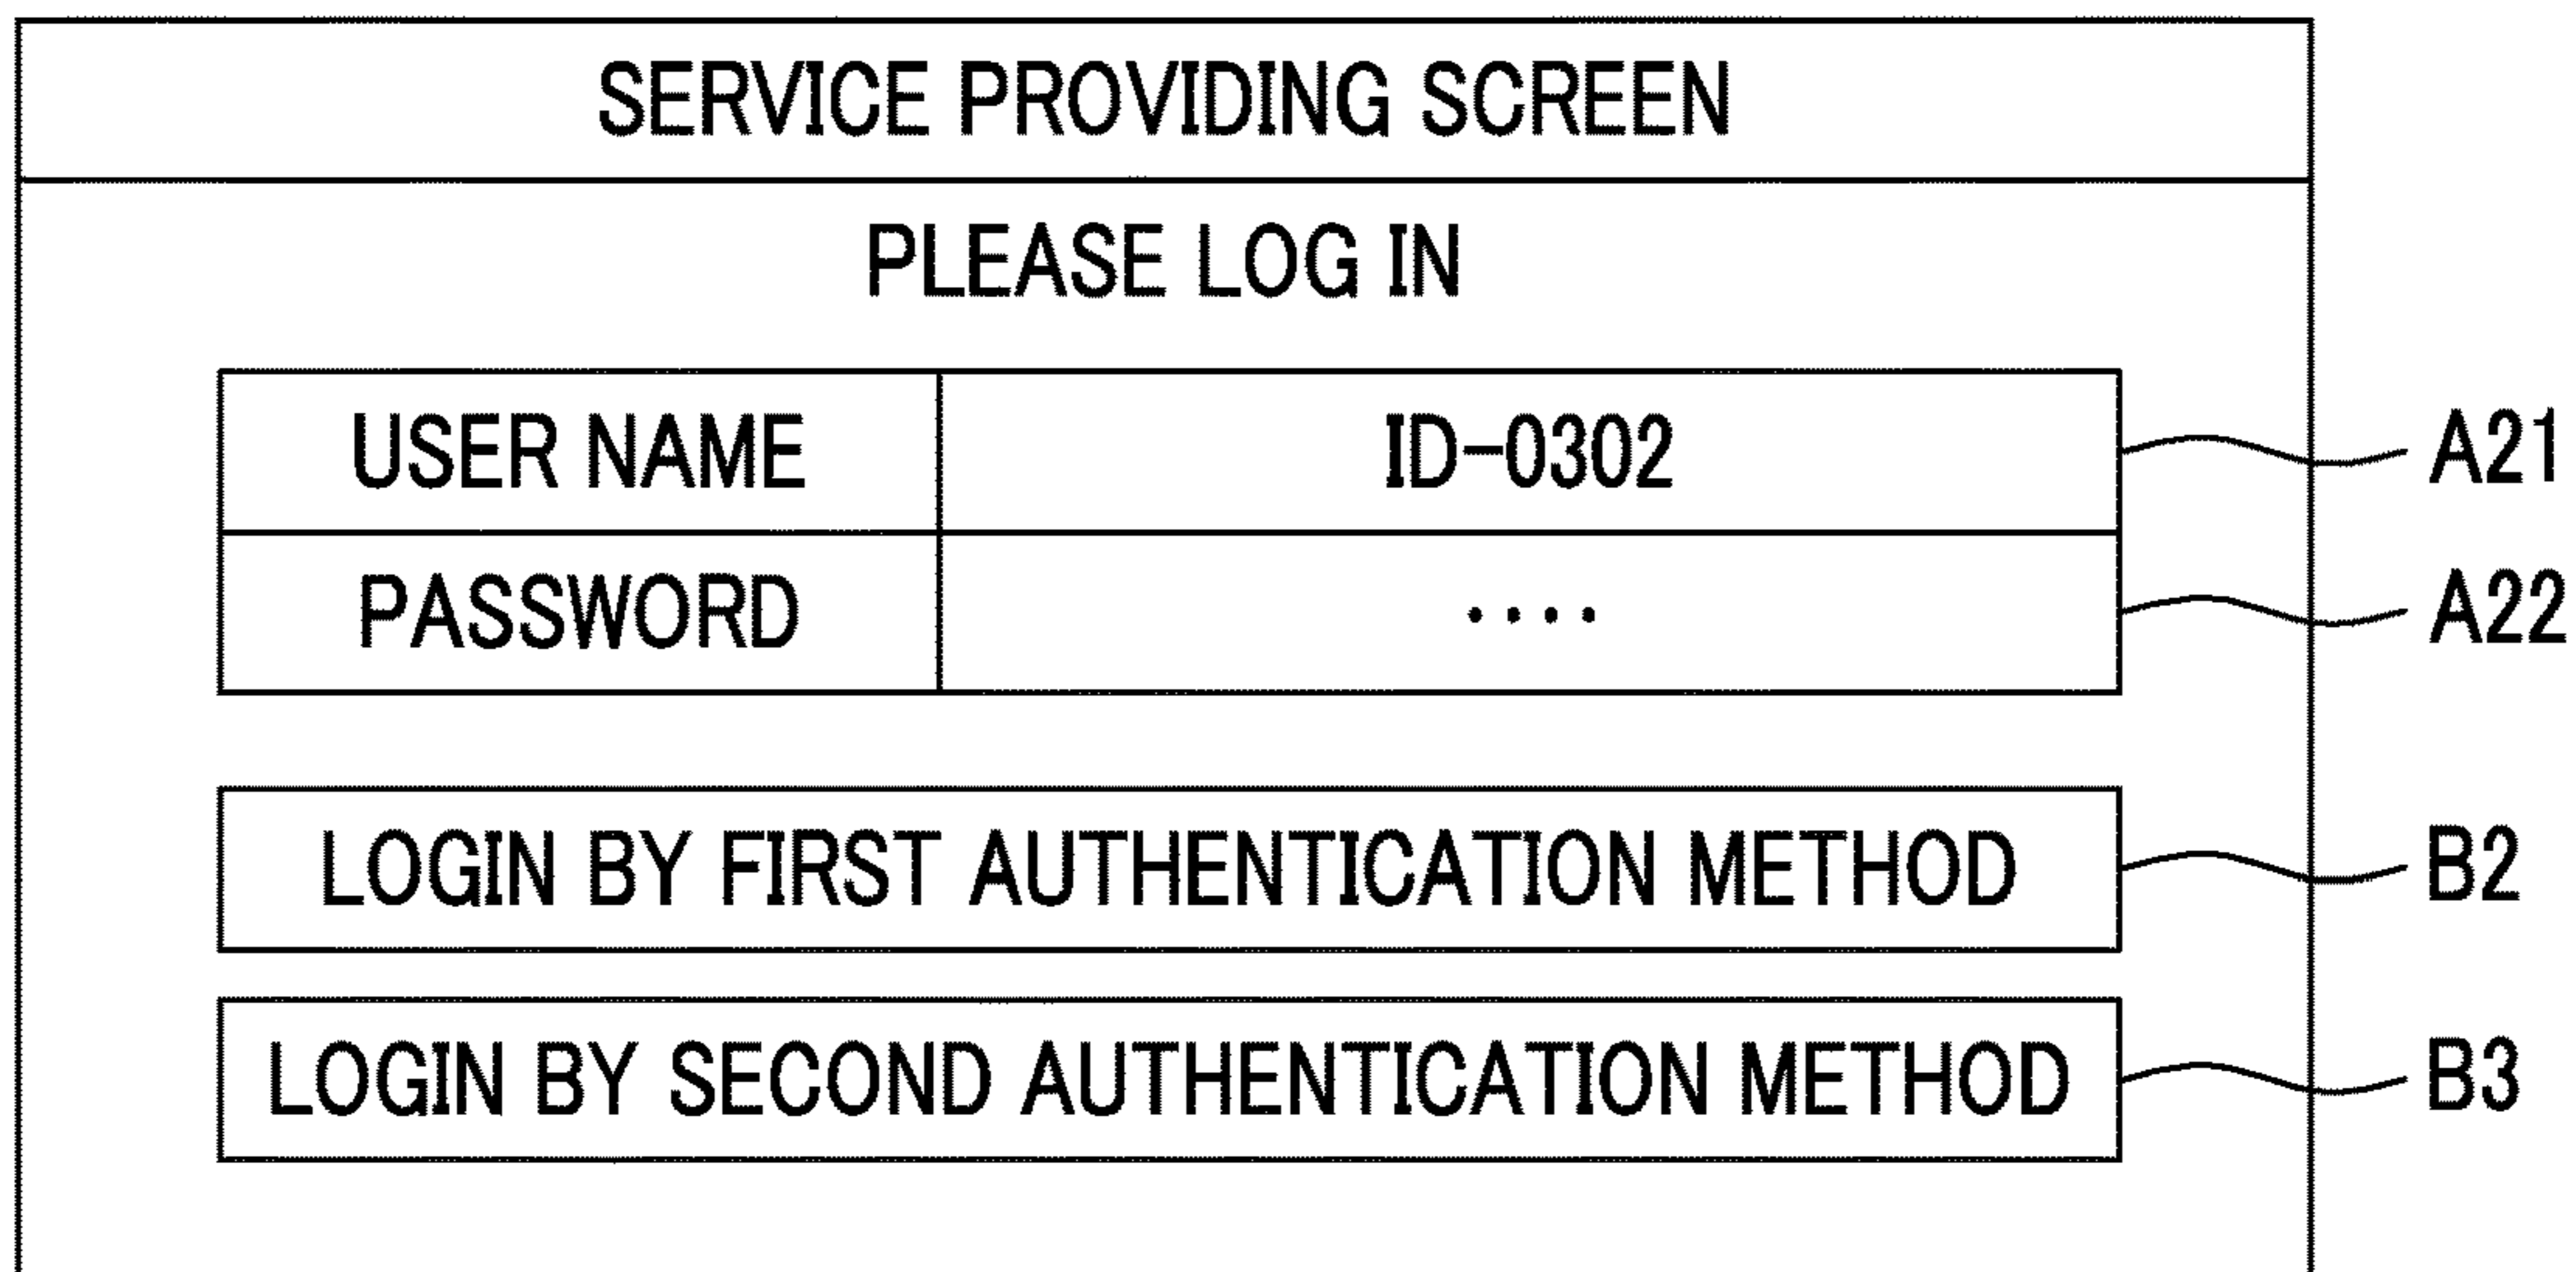 SERVICE PROVIDING SCREEN
PLEASE LOG IN
USER NAME ID-0302 A21
PASSWORD ････ A22
LOGIN BY FIRST AUTHENTICATION METHOD B2
LOGIN BY SECOND AUTHENTICATION METHOD B3